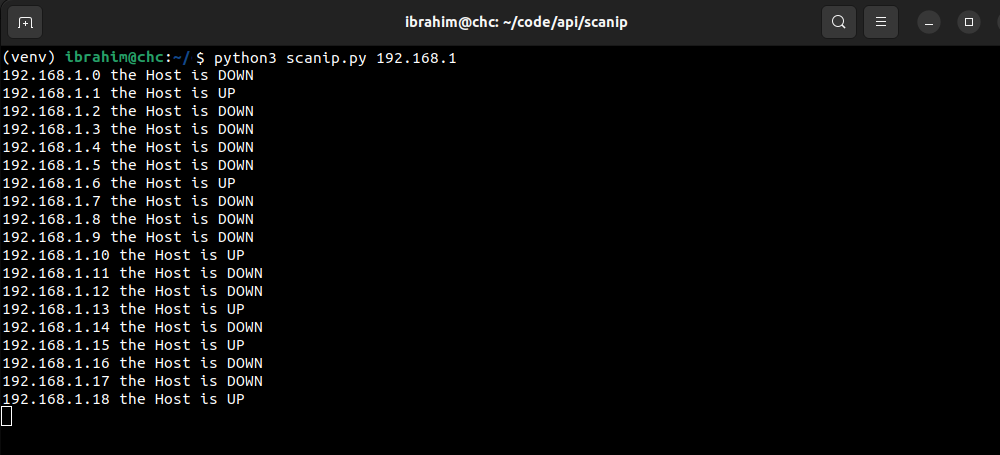 ibrahim@chc: ~/code/api/scanip
(venv) ibrahim@chc:~/ $ python3 scanip.py 192.168.1
192.168.1.0 the Host is DOWN
192.168.1.1 the Host is UP
192.168.1.2 the Host is DOWN
192.168.1.3 the Host is DOWN
192.168.1.4 the Host is DOWN
192.168.1.5 the Host is DOWN
192.168.1.6 the Host is UP
192.168.1.7 the Host is DOWN
192.168.1.8 the Host is DOWN
192.168.1.9 the Host is DOWN
192.168.1.10 the Host is UP
192.168.1.11 the Host is DOWN
192.168.1.12 the Host is DOWN
192.168.1.13 the Host is UP
192.168.1.14 the Host is DOWN
192.168.1.15 the Host is UP
192.168.1.16 the Host is DOWN
192.168.1.17 the Host is DOWN
192.168.1.18 the Host is UP